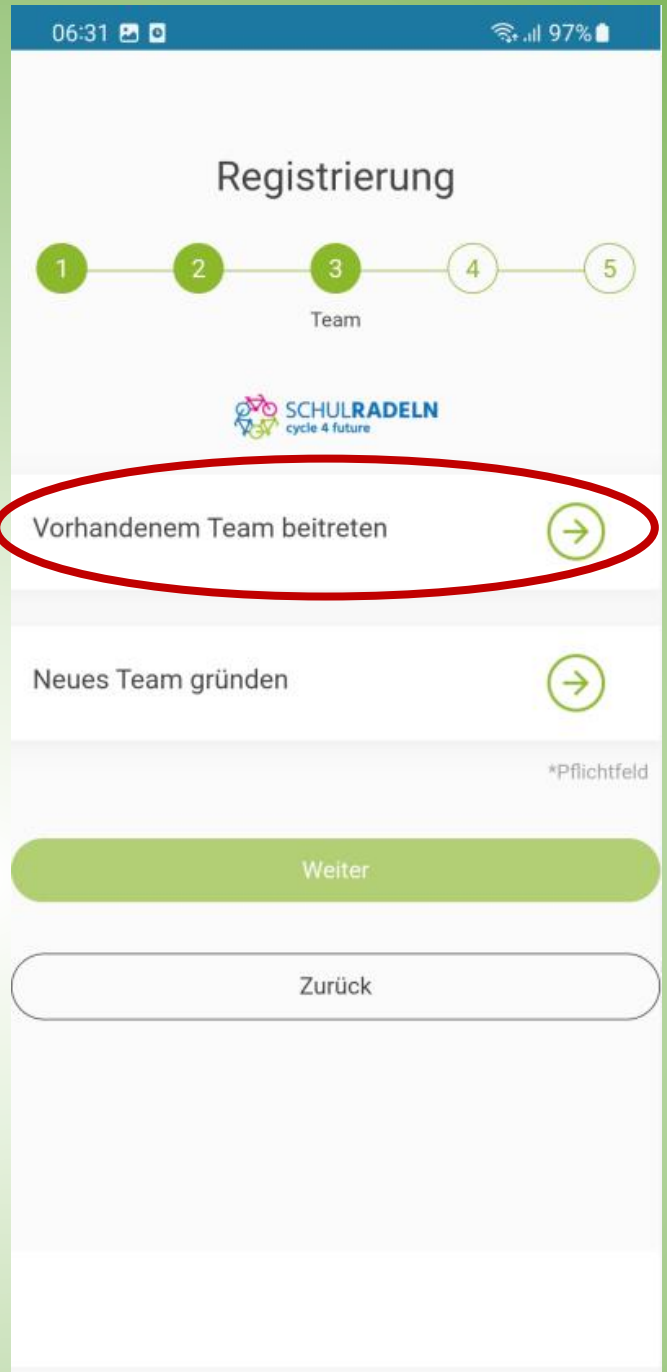 06:31 97%
Registrierung
1 2 3 4 5
Team
SCHULRADELN
cycle 4 future
Vorhandenem Team beitreten
Neues Team gründen
*Pflichtfeld
Weiter
Zurück